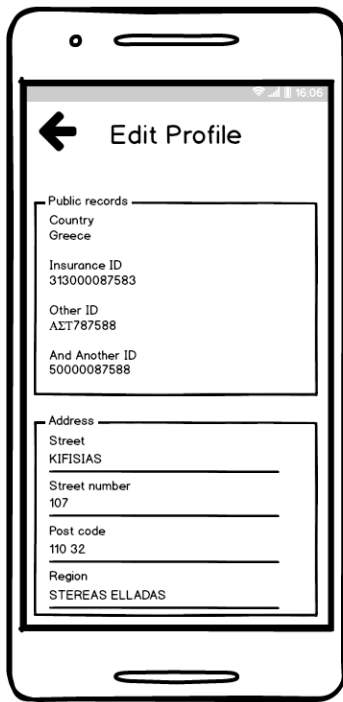 16:06
Edit Profile
Public records
Country
Greece
Insurance ID
313000087583
Other ID
ΑΣΤ787588
And Another ID
50000087588
Address
Street
KIFISIAS
Street number
107
Post code
110 32
Region
STEREAS ELLADAS